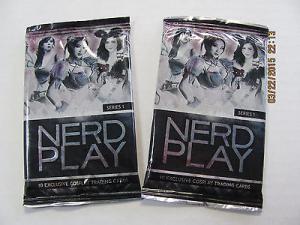 SERIES 1
NERD
PLAY
10 EXCLUSIVE COSPLAY TRADING CARDS
SERIES 1
NERD
PLAY
10 EXCLUSIVE COSPLAY TRADING CARDS
03/22/2015 22:13